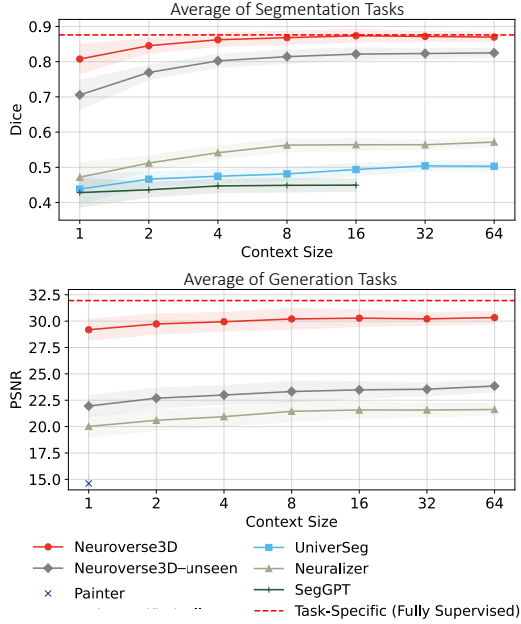 Average of Segmentation Tasks
0.9
0.8
0.7
0.6
0.5
0.4
Dice
1 2 4 8 16 32 64
Context Size
Average of Generation Tasks
32.5
30.0
27.5
25.0
22.5
20.0
17.5
15.0
PSNR
1 2 4 8 16 32 64
Context Size
Neuroverse3D
UniverSeg
Neuroverse3D–unseen
Neuralizer
Painter
SegGPT
Task-Specific (Fully Supervised)